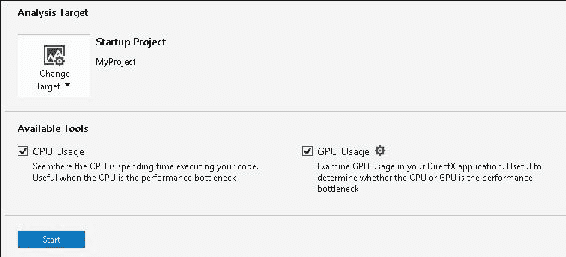 Analysis Target
Startup Project
MyProject
Change
Target
Available Tools
CPU Usage
See where the CPU is spending time executing your code.
Useful when the CPU is the performance bottleneck
GPU Usage
Examine GPU usage in your DirectX application. Useful to
determine whether the CPU or GPU is the performance
bottleneck
Start